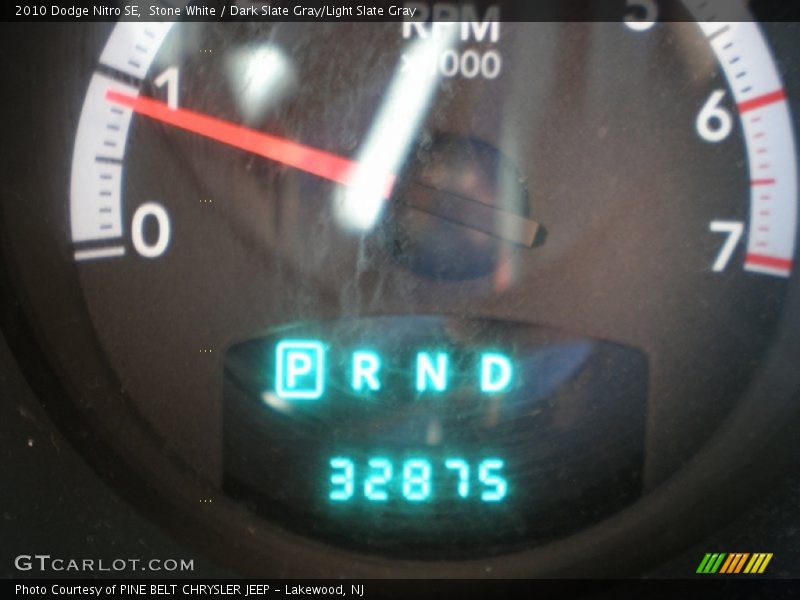 2010 Dodge Nitro SE, Stone White / Dark Slate Gray/Light Slate Gray
RPM
x1000
5
1
6
0
7
P R N D
32875
GTCARLOT.COM
Photo Courtesy of PINE BELT CHRYSLER JEEP - Lakewood, NJ